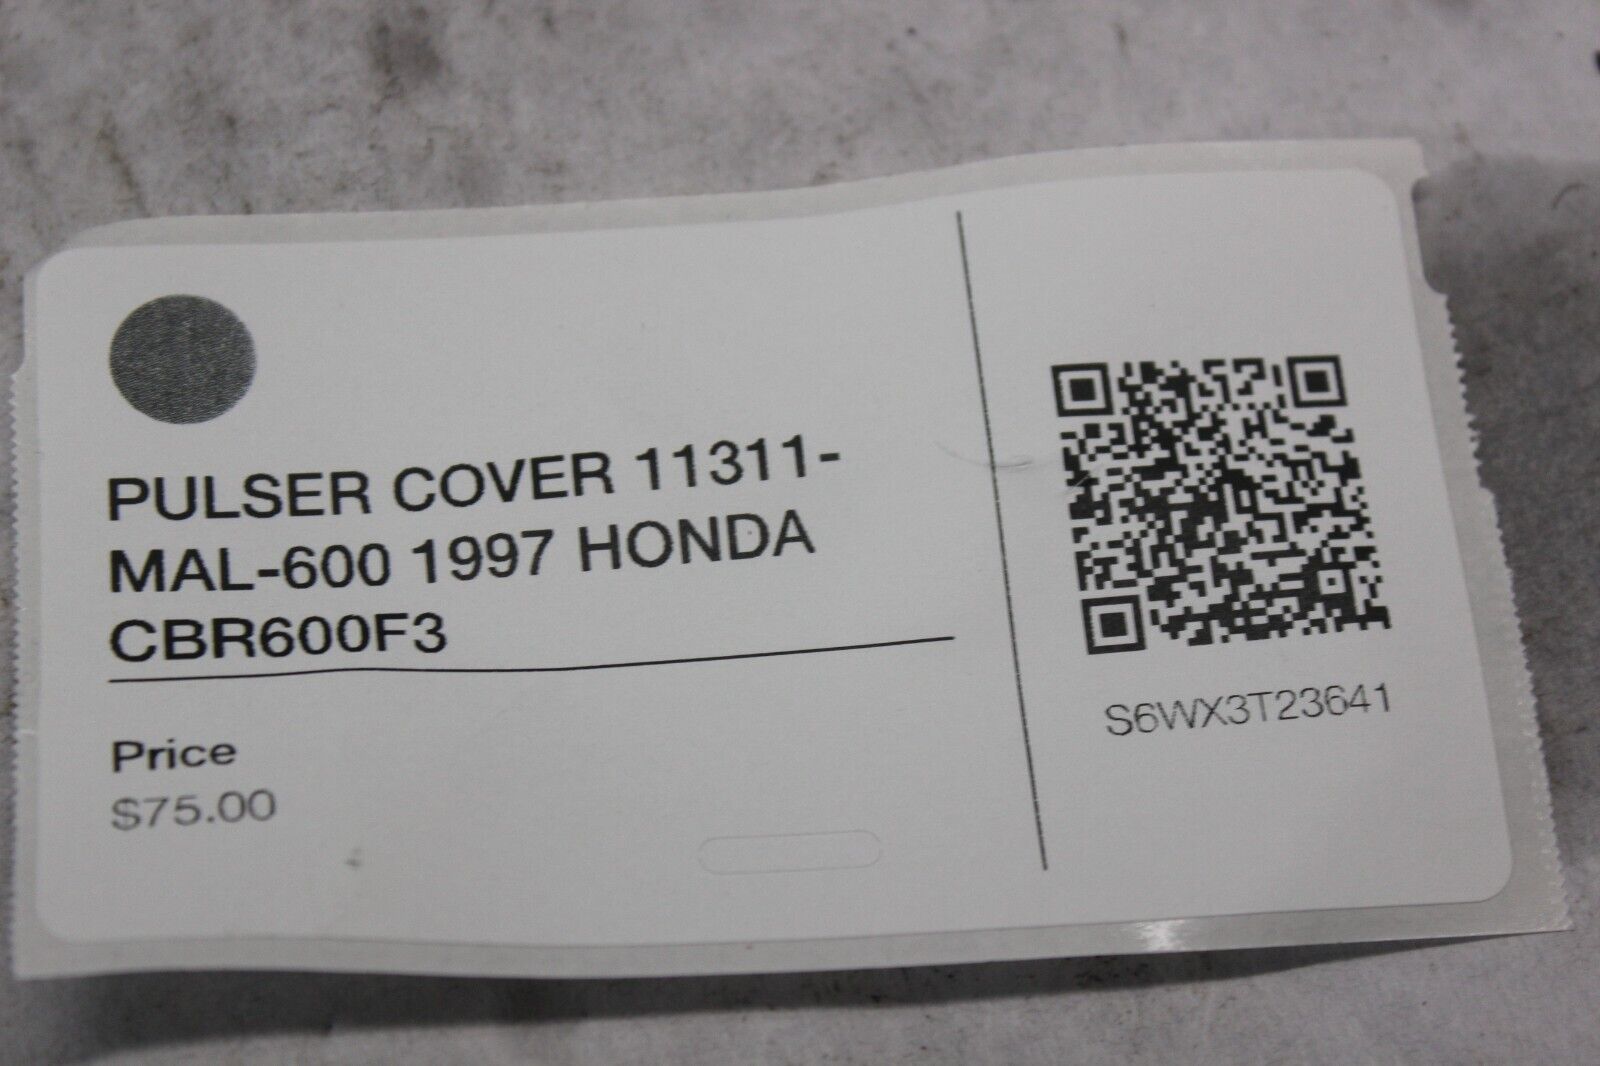 PULSER COVER 11311-
MAL-600 1997 HONDA
CBR600F3
Price
$75.00
S6WX3T23641